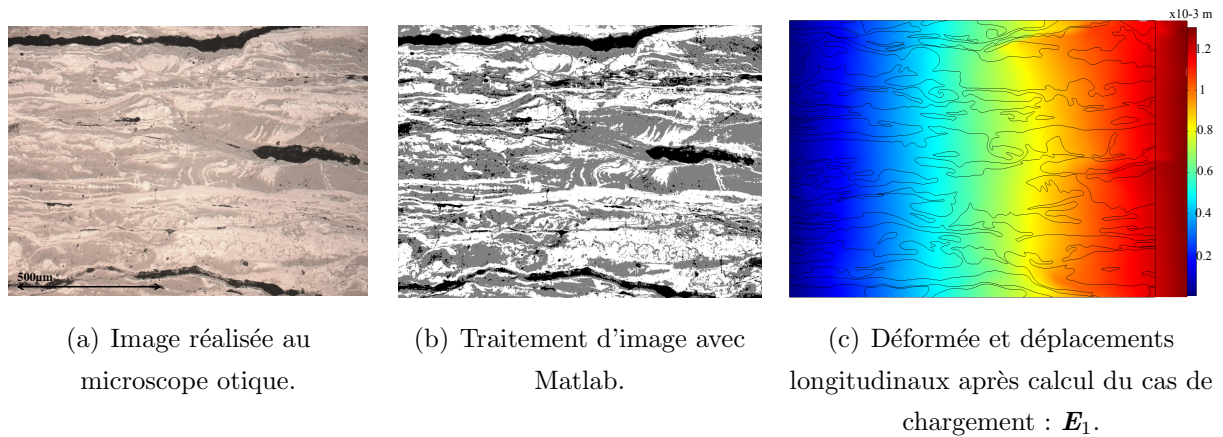 x10-3 m
1.2
1
0.8
0.6
0.4
0.2
500µm
(a) Image réalisée au
microscope otique.
(b) Traitement d'image avec
Matlab.
(c) Déformée et déplacements
longitudinaux après calcul du cas de
chargement : E1.